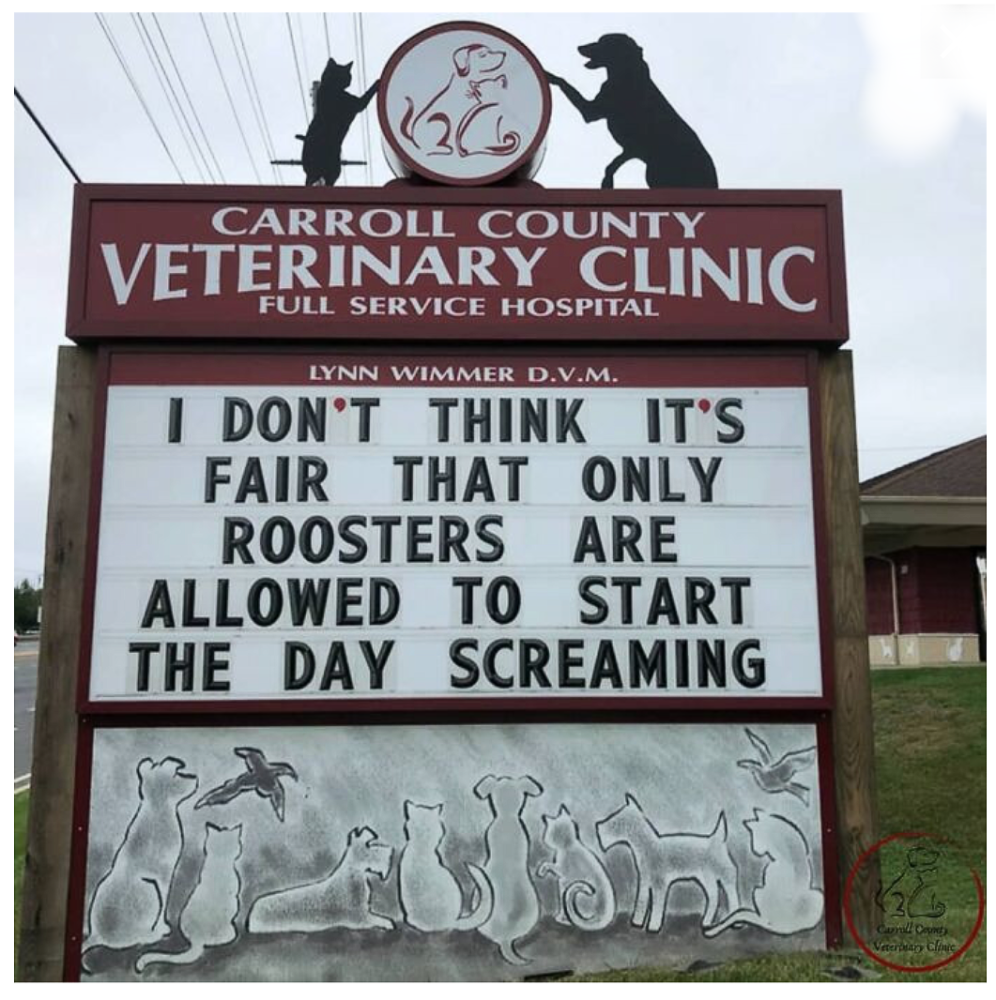 CARROLL COUNTY
VETERINARY CLINIC
FULL SERVICE HOSPITAL
LYNN WIMMER D.V.M.
I DON'T THINK IT'S
FAIR THAT ONLY
ROOSTERS ARE
ALLOWED TO START
THE DAY SCREAMING
Carroll County
Veterinary Clinic